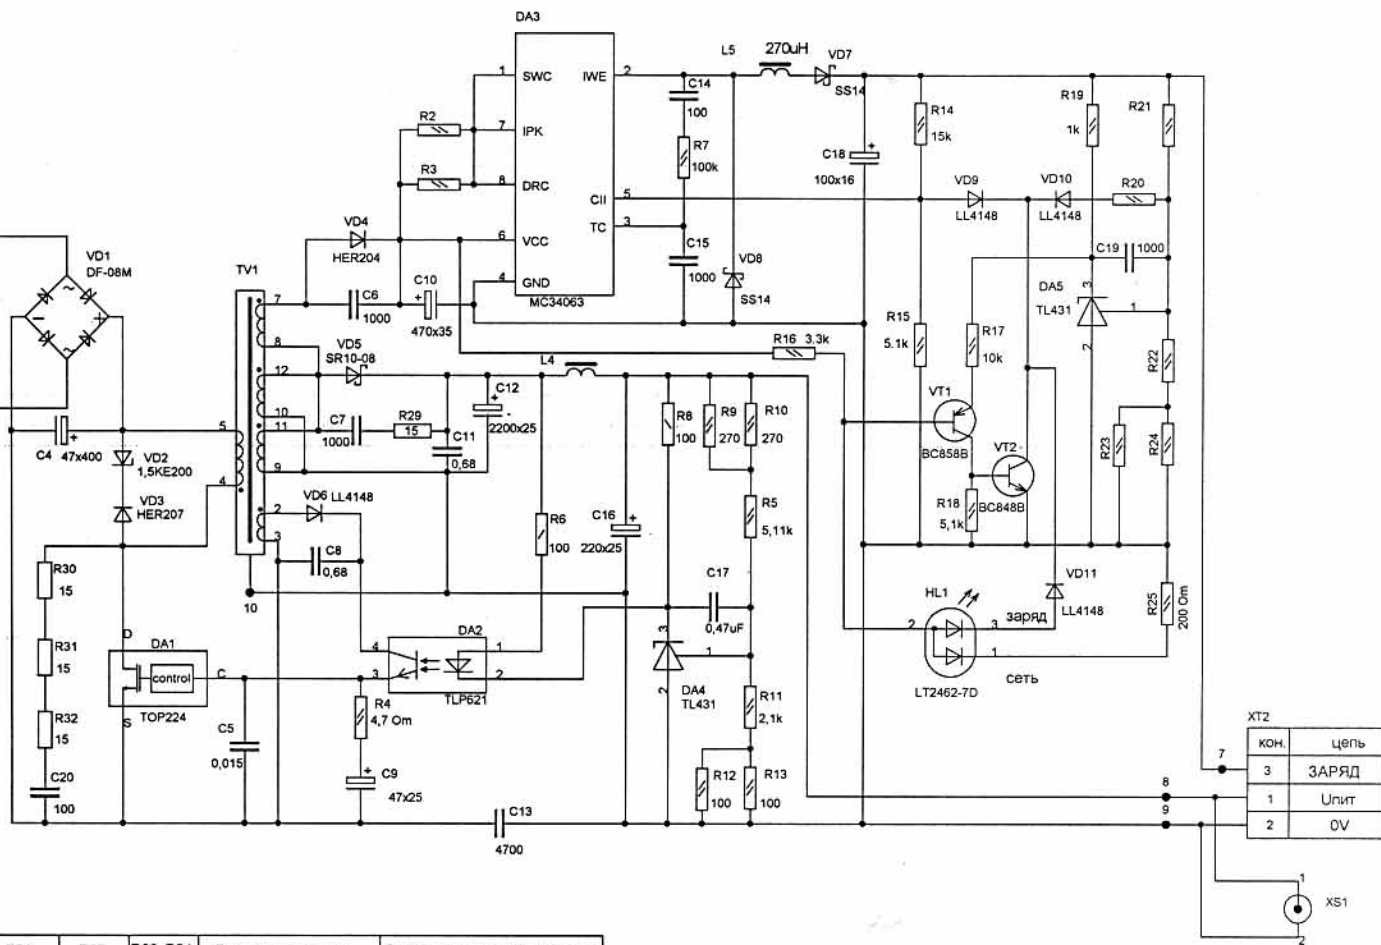 DA3
1 SWC
7 IPK
8 DRC
6 VCC
4 GND
IWE 2
CII 5
TC 3
MC34063
L5
270uH
VD7
SS14
C14
100
R7
100k
C15
1000
VD8
SS14
C18
+
100x16
R14
15k
R19
1k
R21
VD9
LL4148
VD10
LL4148
R20
C19 1000
DA5
TL431
3
1
2
R2
R3
VD4
HER204
C6
1000
C10
+
470x35
VD1
DF-08M
~
- +
~
TV1
7
8
12
10
11
9
5
4
2
3
10
VD5
SR10-08
L4
R16 3.3k
R15
5.1k
R17
10k
VT1
BC858B
VT2
BC848B
R18
5,1k
R22
R23
R24
C12
+
2200x25
C7
1000
R29
15
C11
0,68
R8
100
R9
270
R10
270
R5
5,11k
C4
+
47x400
VD2
1,5KE200
VD3
HER207
VD6 LL4148
C8
0,68
R6
100
C16
+
220x25
C17
0,47uF
R30
15
R31
15
R32
15
C20
100
DA1
D
control
C
S
TOP224
DA2
4
3
1
2
TLP621
R4
4,7 Om
C5
0,015
C9
+
47x25
C13
4700
3
1
2
DA4
TL431
R11
2,1k
R12
100
R13
100
HL1
2
3
1
заряд
сеть
LT2462-7D
VD11
LL4148
R25
200 Om
XT2
кон. цепь
3 ЗАРЯД
1 Uпит
2 0V
7
8
9
XS1
1
2